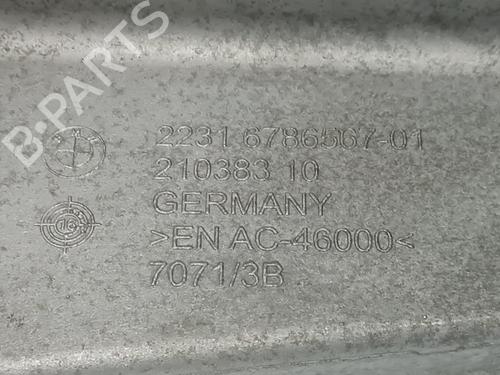 B-PARTS
2231 6786567-01
210383 10
GERMANY
>EN AC-46000<
7071/3B